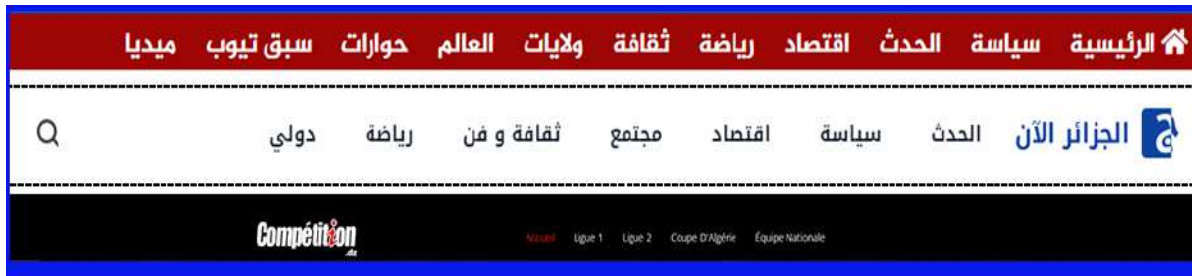 الرئيسية سياسة الحدث اقتصاد رياضة ثقافة ولايات العالم حوارات سبق تيوب ميديا
الجزائر الآن الحدث سياسة اقتصاد مجتمع ثقافة و فن رياضة دولي
Compétition .dz Accueil Ligue 1 Ligue 2 Coupe D'Algérie Équipe Nationale